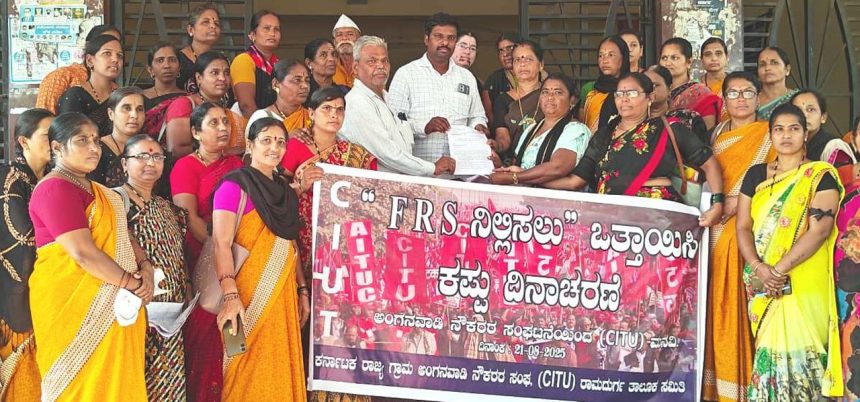 CIUT
" FRS ನಿಲ್ಲಿಸಲು" ಒತ್ತಾಯಿಸಿ
AITUC
CITU
ಕಪ್ಪು ದಿನಾಚರಣೆ
ಅಂಗನವಾಡಿ ನೌಕರರ ಸಂಘಟನೆಯಿಂದ (CITU) ಮನವಿ.
ದಿನಾಂಕ : 21-08-2025
ಕರ್ನಾಟಕ ರಾಜ್ಯ ಗ್ರಾಮ ಅಂಗನವಾಡಿ ನೌಕರರ ಸಂಘ, (CITU) ರಾಮದುರ್ಗ ತಾಲೂಕ ಸಮಿತಿ